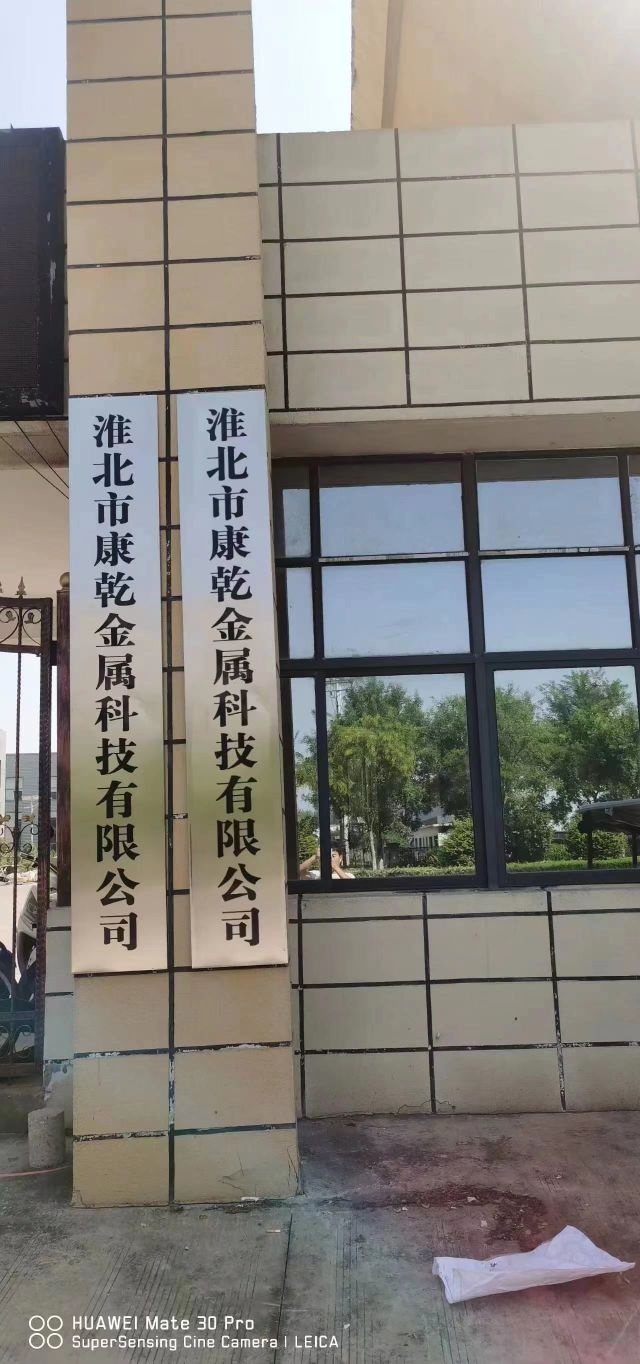 淮北市康乾金属科技有限公司
淮北市康乾金属科技有限公司
HUAWEI Mate 30 Pro
SuperSensing Cine Camera | LEICA